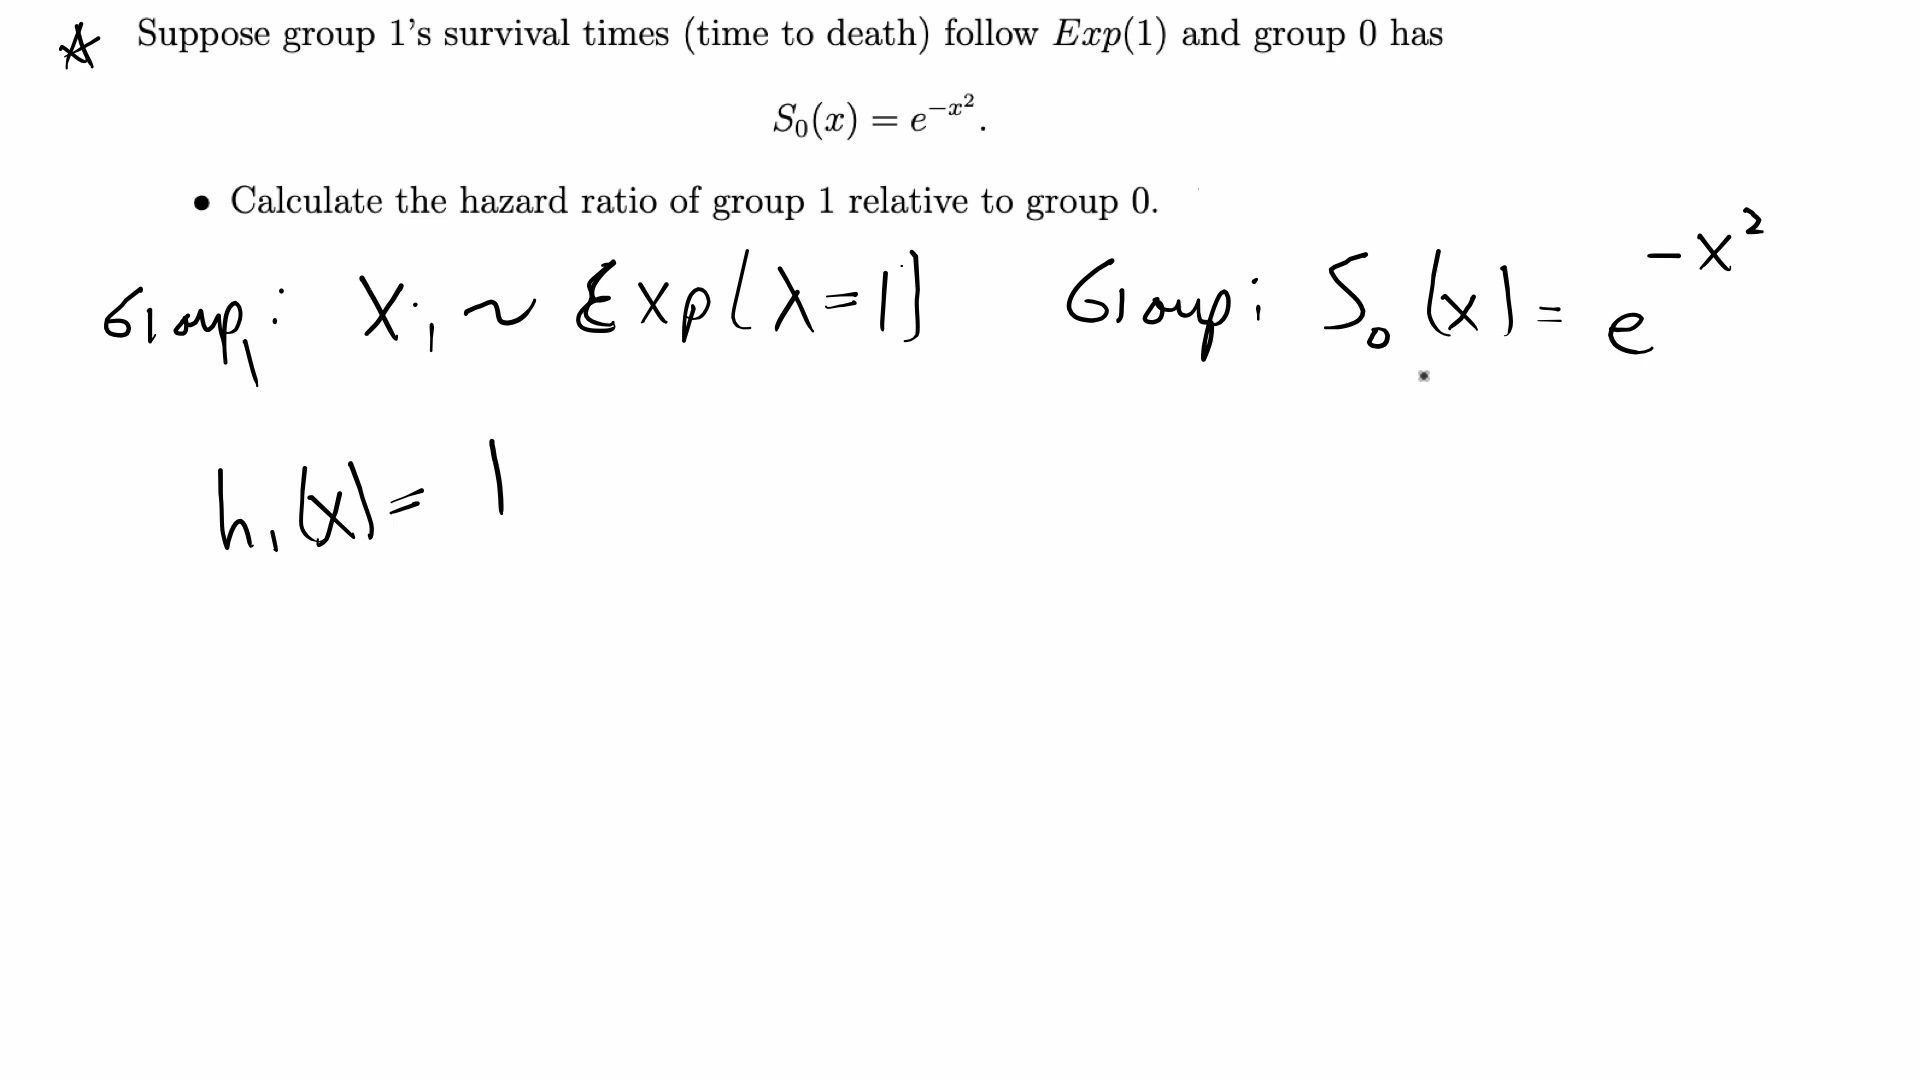 ☆ Suppose group 1's survival times (time to death) follow Exp(1) and group 0 has
S₀(x) = e^{-x²}.
• Calculate the hazard ratio of group 1 relative to group 0.
Group₁: Xᵢ₁ ~ Exp(λ=1) Group: S₀(x) = e^{-x²}
h₁(x) = 1